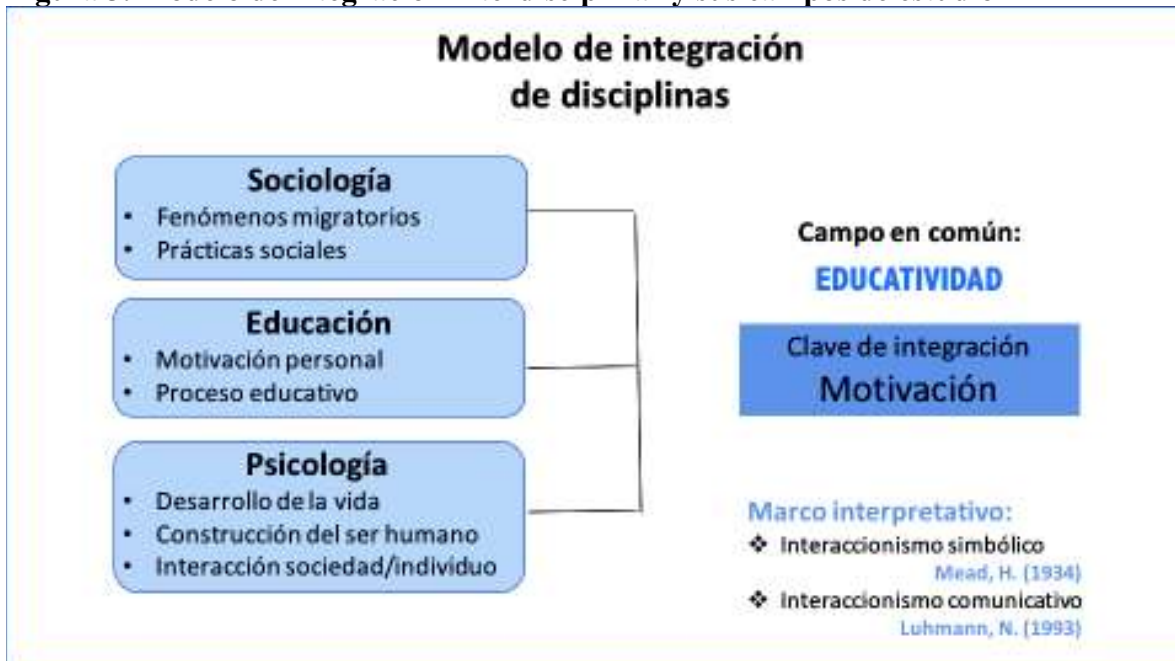 Modelo de integración
de disciplinas
Sociología
• Fenómenos migratorios
• Prácticas sociales
Educación
• Motivación personal
• Proceso educativo
Psicología
• Desarrollo de la vida
• Construcción del ser humano
• Interacción sociedad/individuo
Campo en común:
EDUCATIVIDAD
Clave de integración
Motivación
Marco interpretativo:
❖ Interaccionismo simbólico
Mead, H. (1934)
❖ Interaccionismo comunicativo
Luhmann, N. (1993)